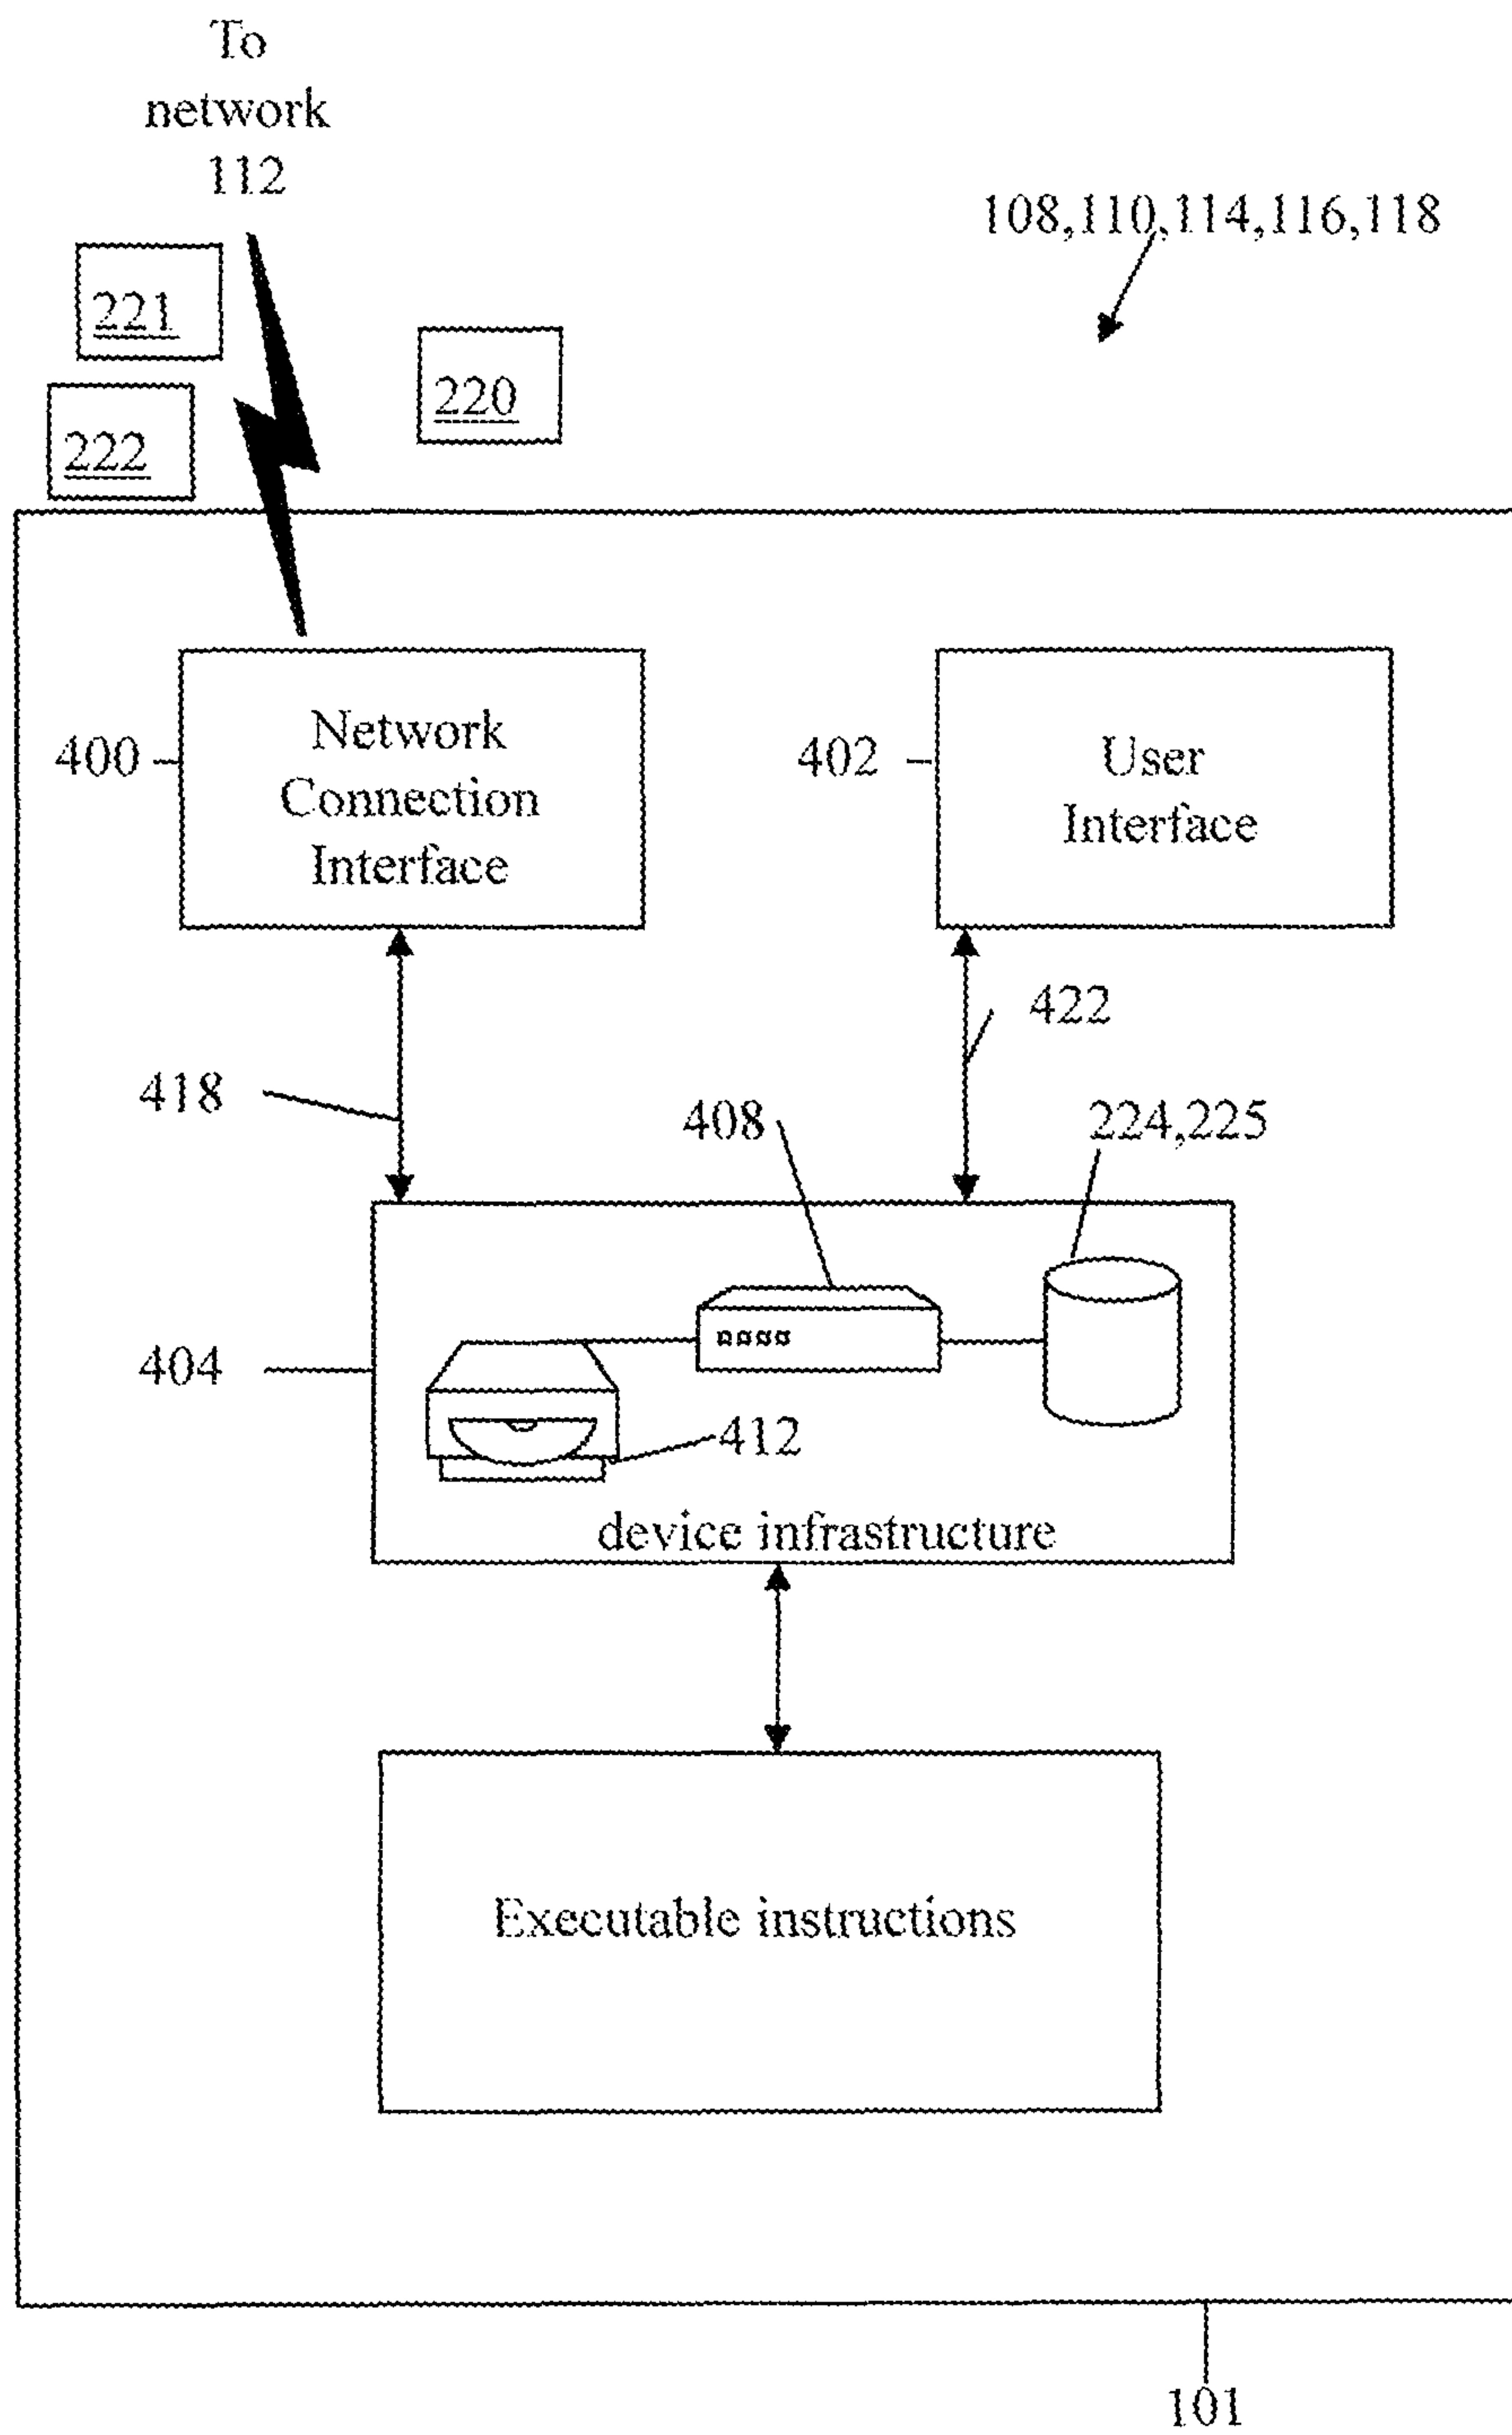 To
network
112
108,110,114,116,118
221
220
222
400
Network
Connection
Interface
402
User
Interface
422
418
408
224,225
404
412
device infrastructure
Executable instructions
101